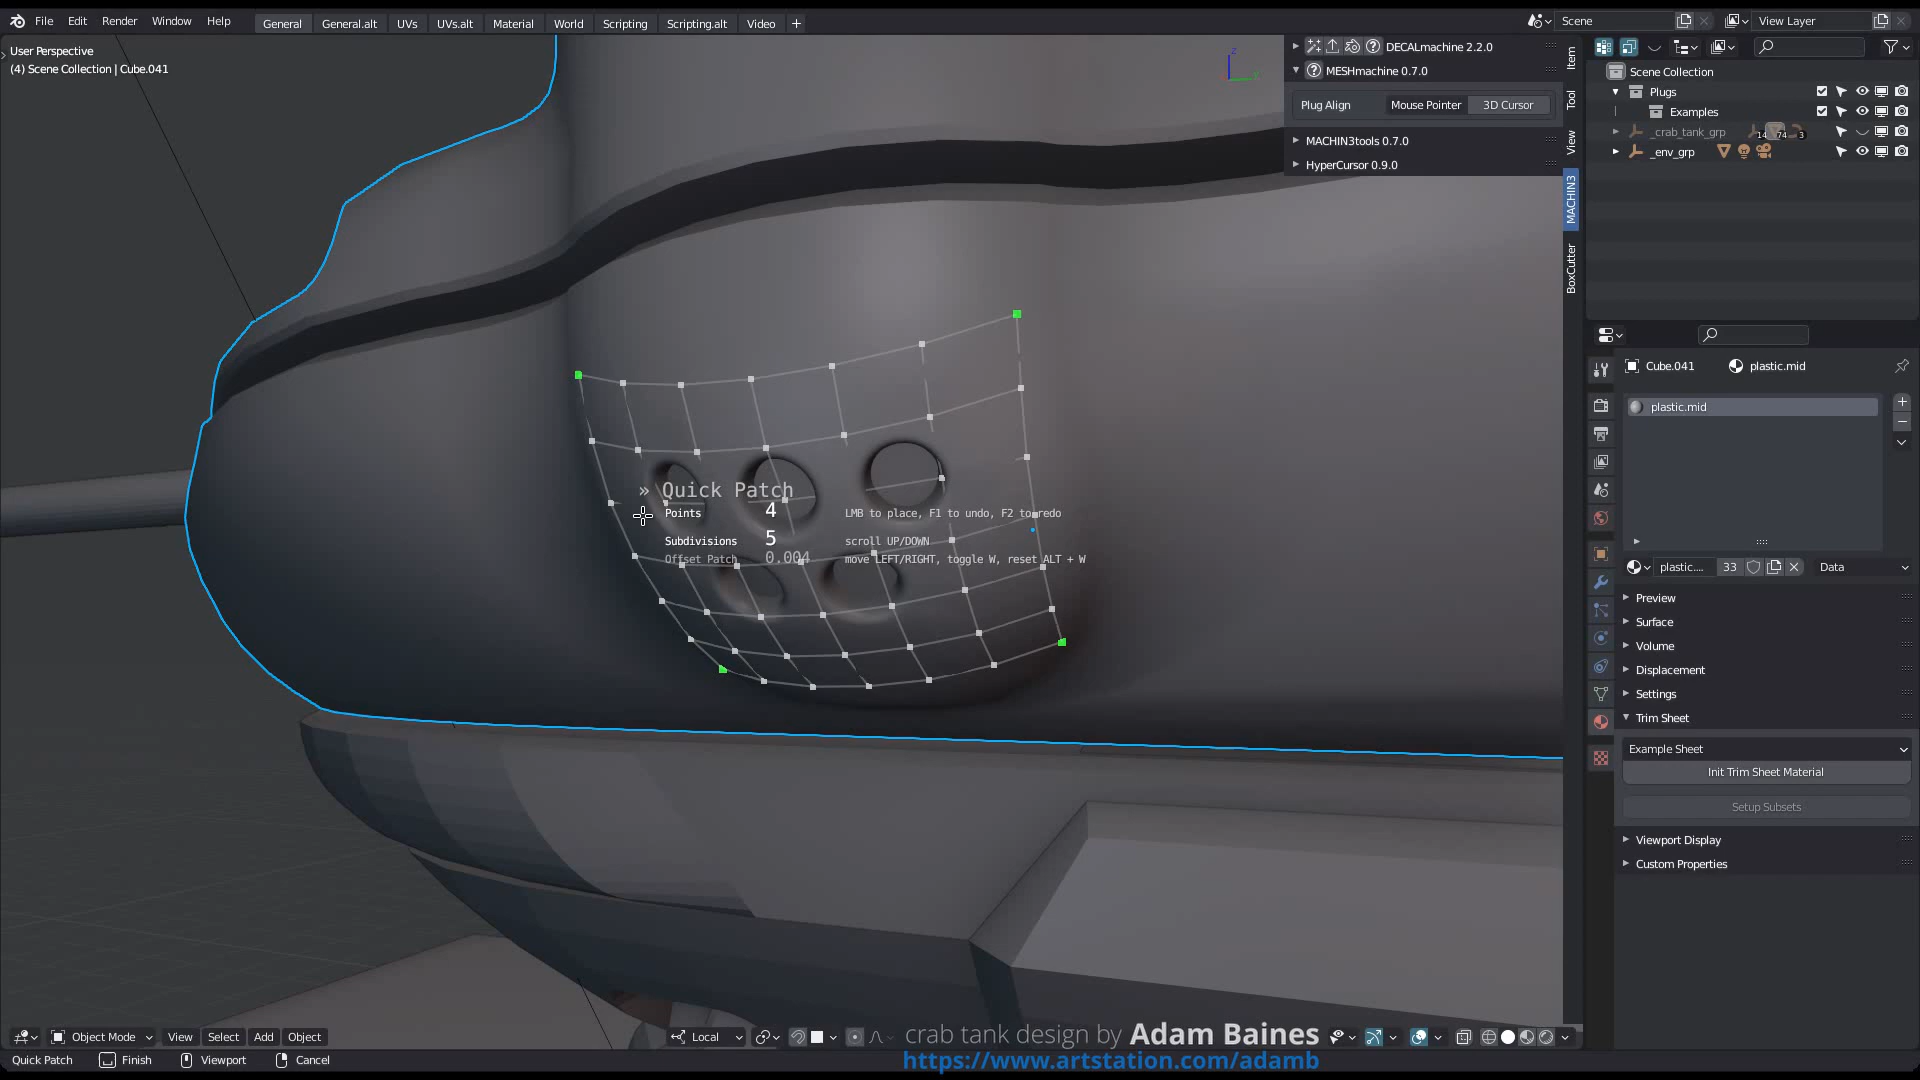 File Edit Render Window Help
General General.alt UVs UVs.alt Material World Scripting Scripting.alt Video +
Scene
View Layer
User Perspective
(4) Scene Collection | Cube.041
DECALmachine 2.2.0
MESHmachine 0.7.0
Plug Align Mouse Pointer 3D Cursor
MACHIN3tools 0.7.0
HyperCursor 0.9.0
Item
Tool
View
MACHIN3
BoxCutter
Z
Y
Scene Collection
Plugs
Examples
_crab_tank_grp 14 74 3
_env_grp
Cube.041 plastic.mid
plastic.mid
plastic.... 33 Data
Preview
Surface
Volume
Displacement
Settings
Trim Sheet
Example Sheet
Init Trim Sheet Material
Setup Subsets
Viewport Display
Custom Properties
» Quick Patch
Points 4 LMB to place, F1 to undo, F2 to redo
Subdivisions 5 scroll UP/DOWN
Offset Patch 0.004 move LEFT/RIGHT, toggle W, reset ALT + W
Object Mode View Select Add Object
Local
crab tank design by Adam Baines
https://www.artstation.com/adamb
Quick Patch Finish Viewport Cancel